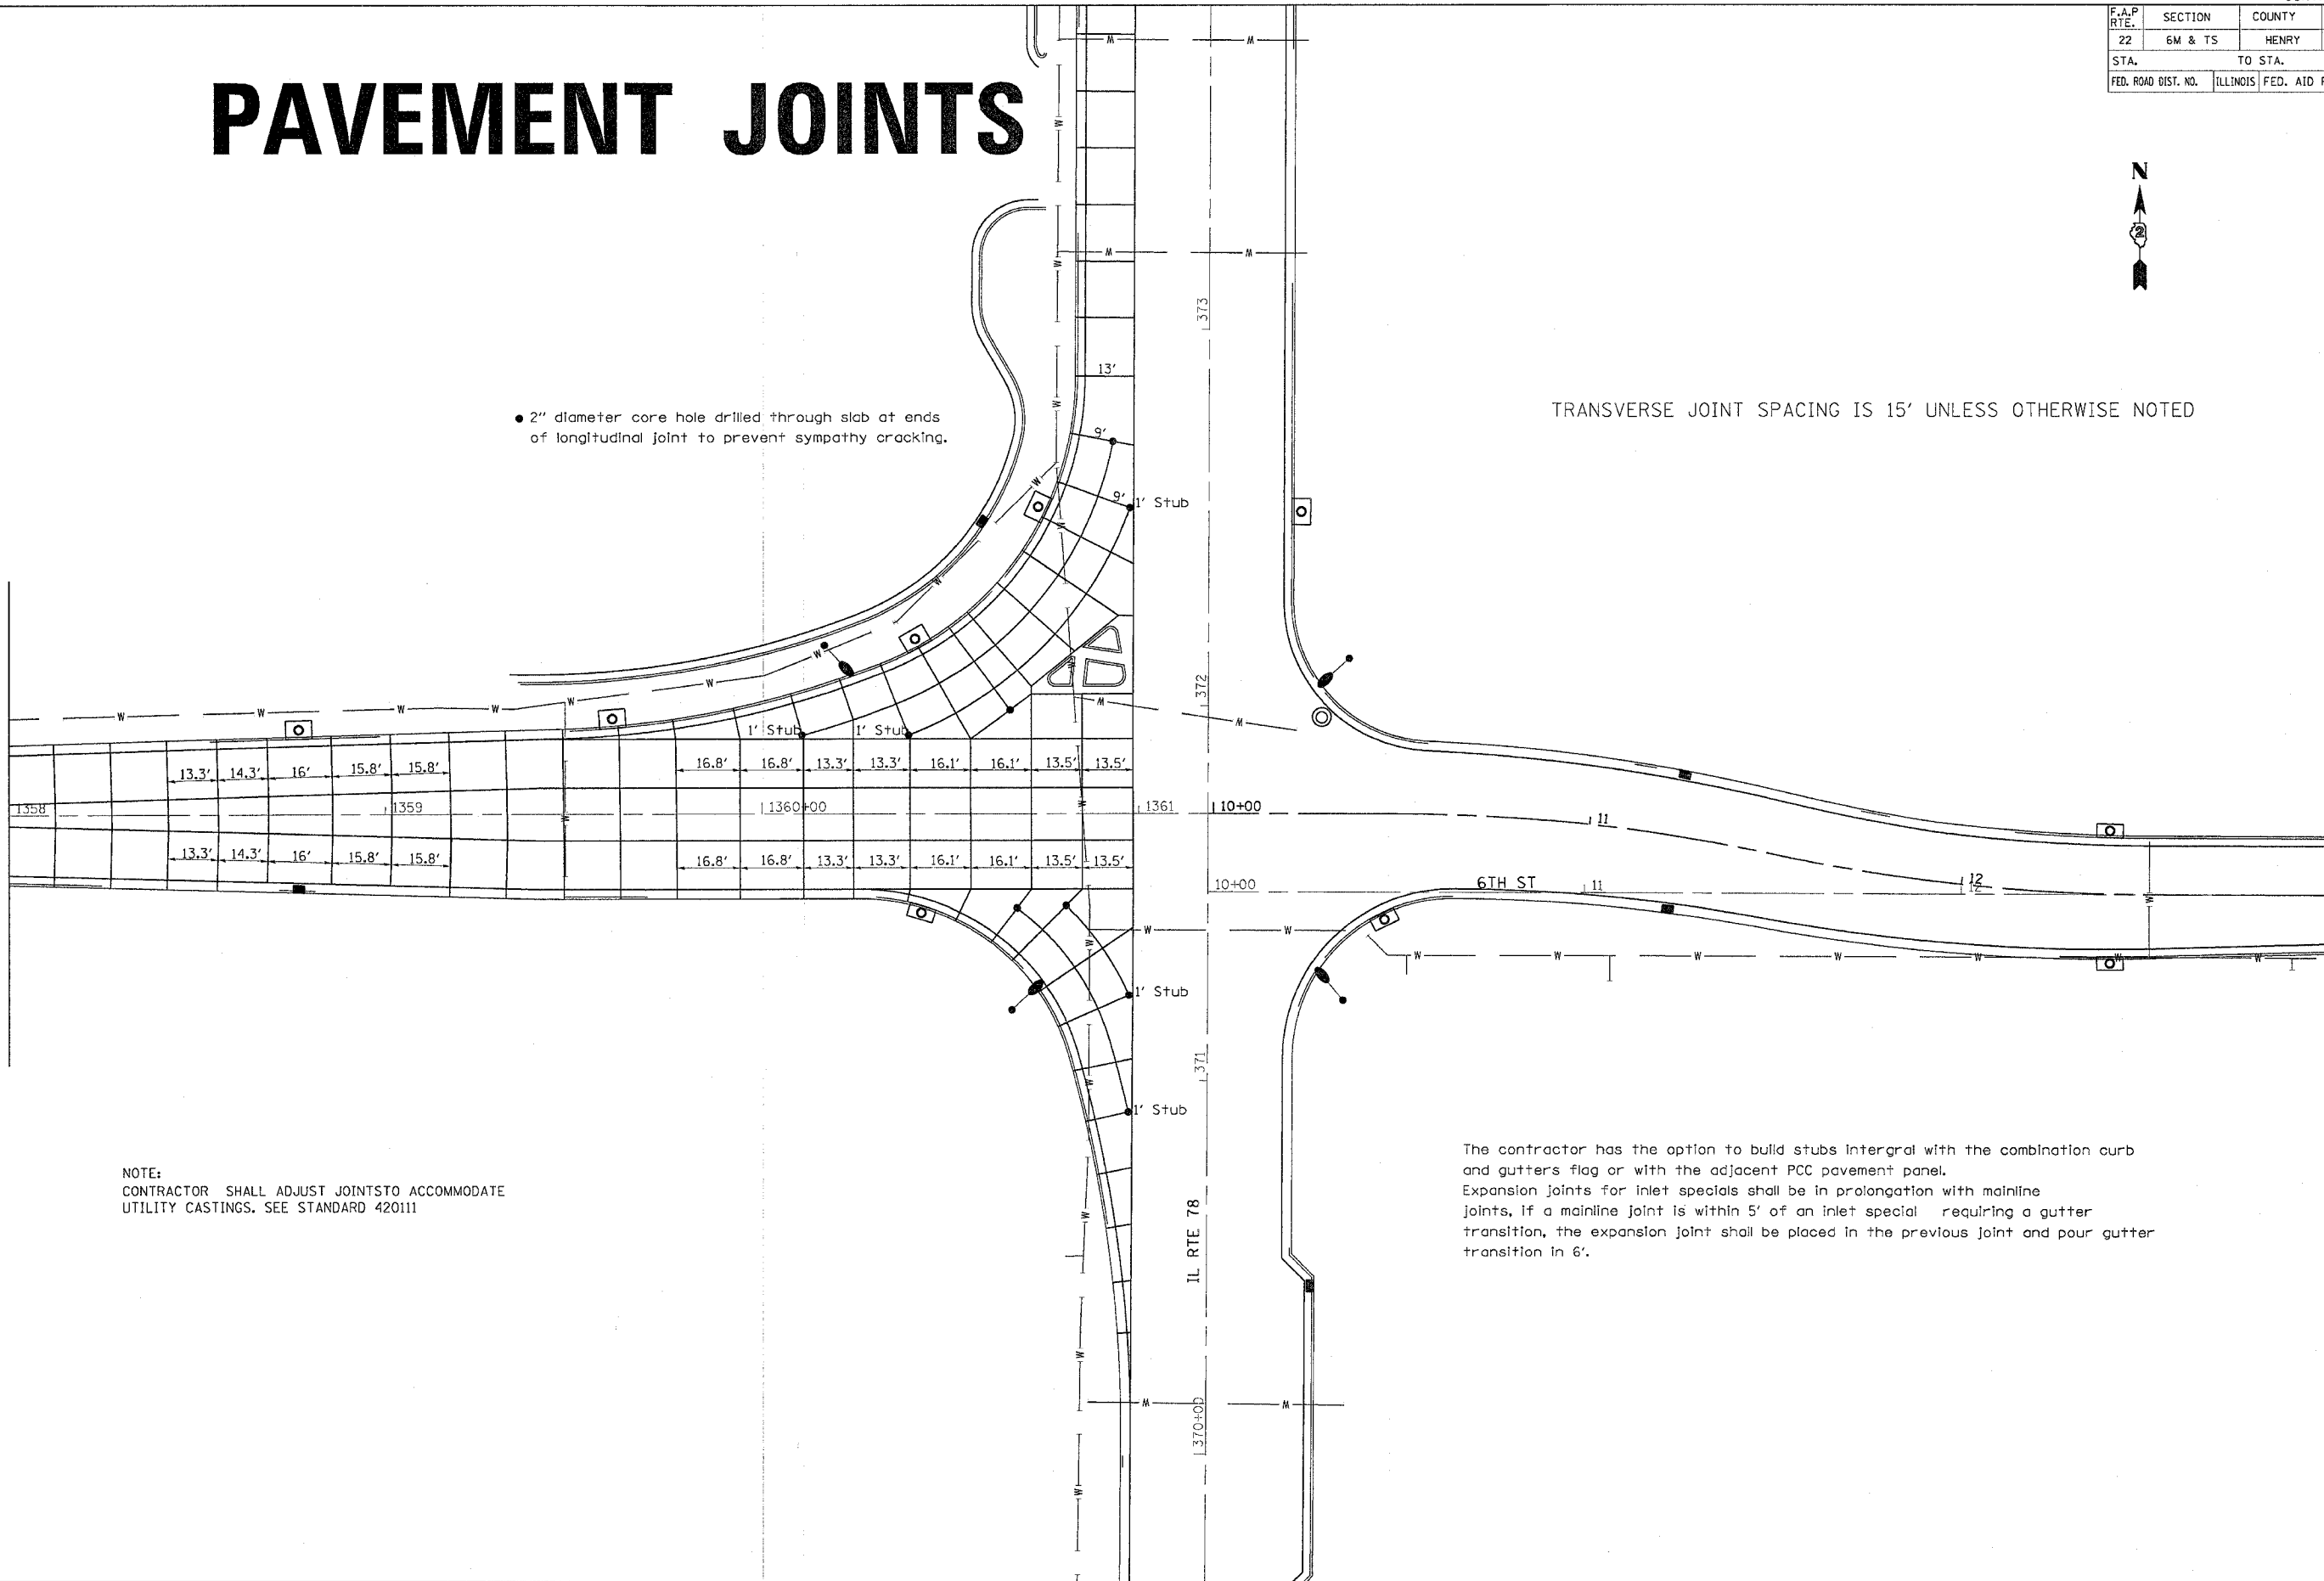 F.A.P RTE. SECTION COUNTY
22 6M & TS HENRY
STA. TO STA.
FED. ROAD DIST. NO. ILLINOIS FED. AID
PAVEMENT JOINTS
N
2
373
13'
TRANSVERSE JOINT SPACING IS 15' UNLESS OTHERWISE NOTED
● 2" diameter core hole drilled through slab at ends
of longitudinal joint to prevent sympathy cracking.
9'
9' 1' Stub
372
1' Stub 1' Stub
13.3' 14.3' 16' 15.8' 15.8' 16.8' 16.8' 13.3' 13.3' 16.1' 16.1' 13.5' 13.5'
1358 1359 1360+00 1361 10+00 11
13.3' 14.3' 16' 15.8' 15.8' 16.8' 16.8' 13.3' 13.3' 16.1' 16.1' 13.5' 13.5'
10+00 6TH ST 11 12 12
1' Stub
371
1' Stub
IL RTE 78
370+00
NOTE:
CONTRACTOR SHALL ADJUST JOINTSTO ACCOMMODATE
UTILITY CASTINGS. SEE STANDARD 420111
The contractor has the option to build stubs intergral with the combination curb
and gutters flag or with the adjacent PCC pavement panel.
Expansion joints for inlet specials shall be in prolongation with mainline
joints, if a mainline joint is within 5' of an inlet special requiring a gutter
transition, the expansion joint shall be placed in the previous joint and pour gutter
transition in 6'.